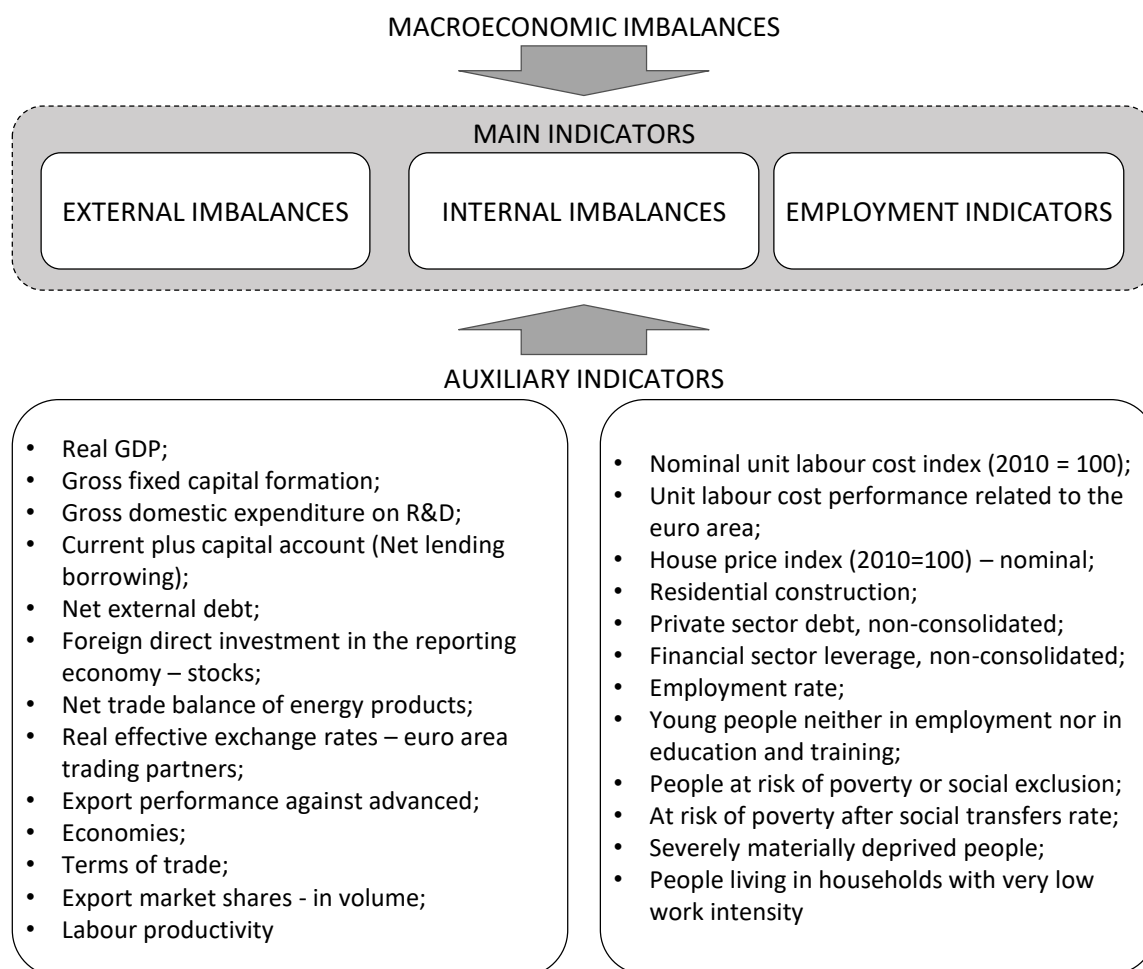 MACROECONOMIC IMBALANCES
MAIN INDICATORS
EXTERNAL IMBALANCES
INTERNAL IMBALANCES
EMPLOYMENT INDICATORS
AUXILIARY INDICATORS
• Real GDP;
• Gross fixed capital formation;
• Gross domestic expenditure on R&D;
• Current plus capital account (Net lending
borrowing);
• Net external debt;
• Foreign direct investment in the reporting
economy – stocks;
• Net trade balance of energy products;
• Real effective exchange rates – euro area
trading partners;
• Export performance against advanced;
• Economies;
• Terms of trade;
• Export market shares - in volume;
• Labour productivity
• Nominal unit labour cost index (2010 = 100);
• Unit labour cost performance related to the
euro area;
• House price index (2010=100) – nominal;
• Residential construction;
• Private sector debt, non-consolidated;
• Financial sector leverage, non-consolidated;
• Employment rate;
• Young people neither in employment nor in
education and training;
• People at risk of poverty or social exclusion;
• At risk of poverty after social transfers rate;
• Severely materially deprived people;
• People living in households with very low
work intensity